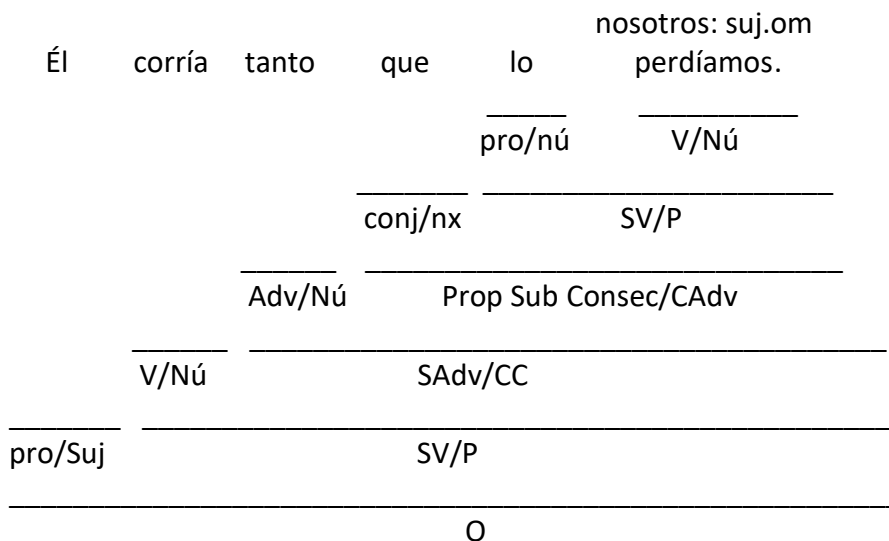 nosotros: suj.om
Él corría tanto que lo perdíamos.
pro/nú V/Nú
conj/nx SV/P
Adv/Nú Prop Sub Consec/CAdv
V/Nú SAdv/CC
pro/Suj SV/P
O